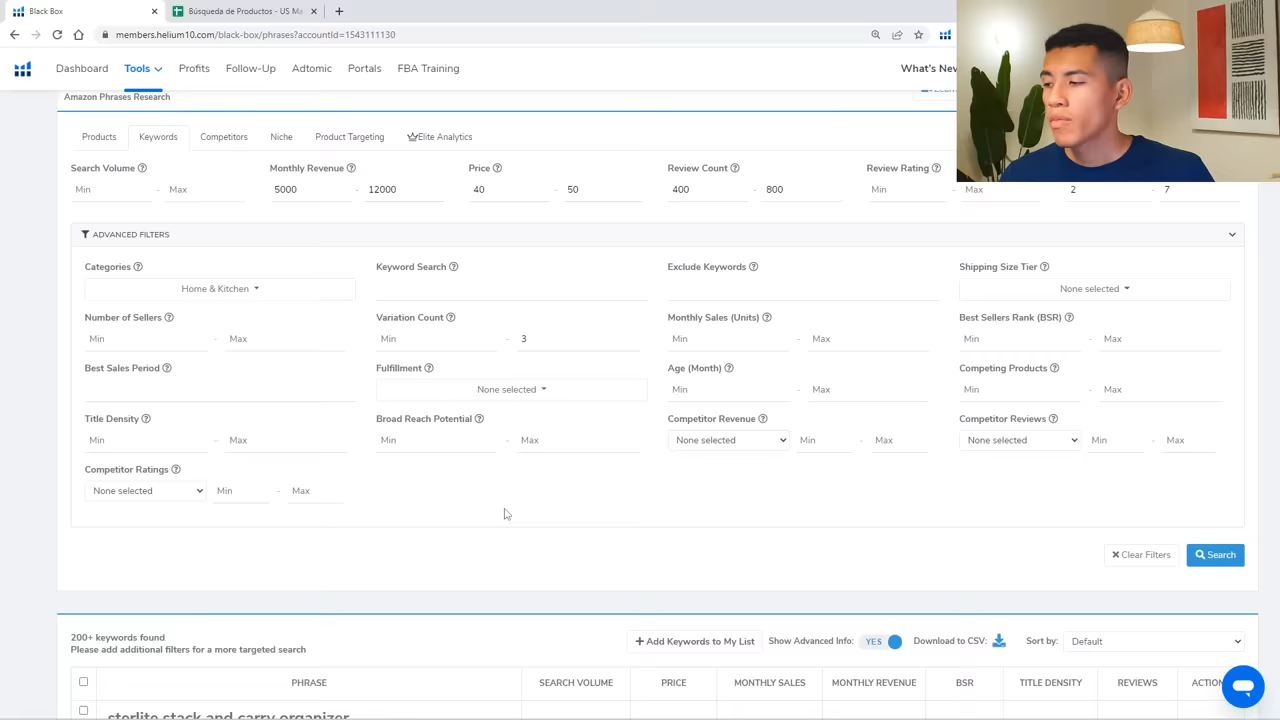 Black Box
Búsqueda de Productos - US Ma
members.helium10.com/black-box/phrases?accountId=1543111130
Dashboard Tools Profits Follow-Up Adtomic Portals FBA Training What's New
Amazon Phrases Research
Products Keywords Competitors Niche Product Targeting Elite Analytics
Search Volume Monthly Revenue Price Review Count Review Rating
Min - Max 5000 - 12000 40 - 50 400 - 800 Min - Max 2 - 7
ADVANCED FILTERS
Categories Keyword Search Exclude Keywords Shipping Size Tier
Home & Kitchen None selected
Number of Sellers Variation Count Monthly Sales (Units) Best Sellers Rank (BSR)
Min - Max Min - 3 Min - Max Min - Max
Best Sales Period Fulfillment Age (Month) Competing Products
None selected Min - Max Min - Max
Title Density Broad Reach Potential Competitor Revenue Competitor Reviews
Min - Max Min - Max None selected Min - Max None selected Min - Max
Competitor Ratings
None selected Min - Max
Clear Filters Search
200+ keywords found
Please add additional filters for a more targeted search
+ Add Keywords to My List Show Advanced Info: YES Download to CSV: Sort by: Default
PHRASE SEARCH VOLUME PRICE MONTHLY SALES MONTHLY REVENUE BSR TITLE DENSITY REVIEWS ACTION
sterlite stack and carry organizer